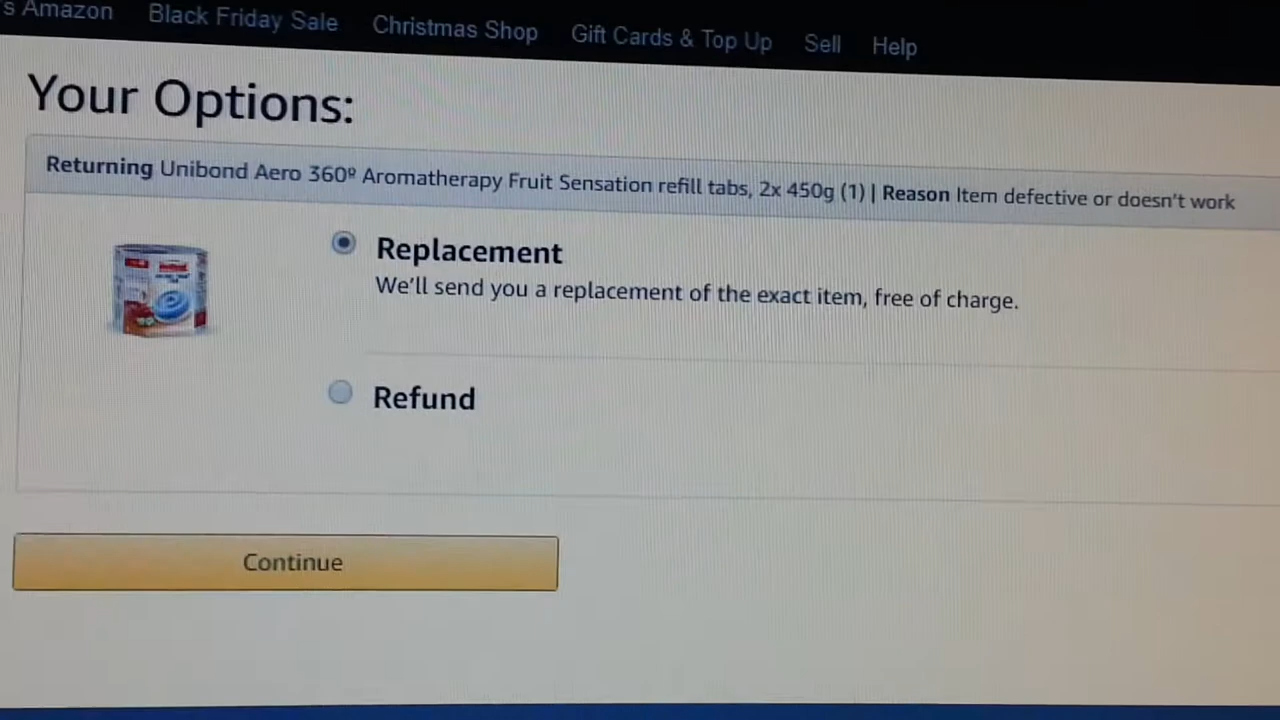 's Amazon Black Friday Sale Christmas Shop Gift Cards & Top Up Sell Help
Your Options:
Returning Unibond Aero 360º Aromatherapy Fruit Sensation refill tabs, 2x 450g (1) | Reason Item defective or doesn't work
Replacement
We'll send you a replacement of the exact item, free of charge.
Refund
Continue